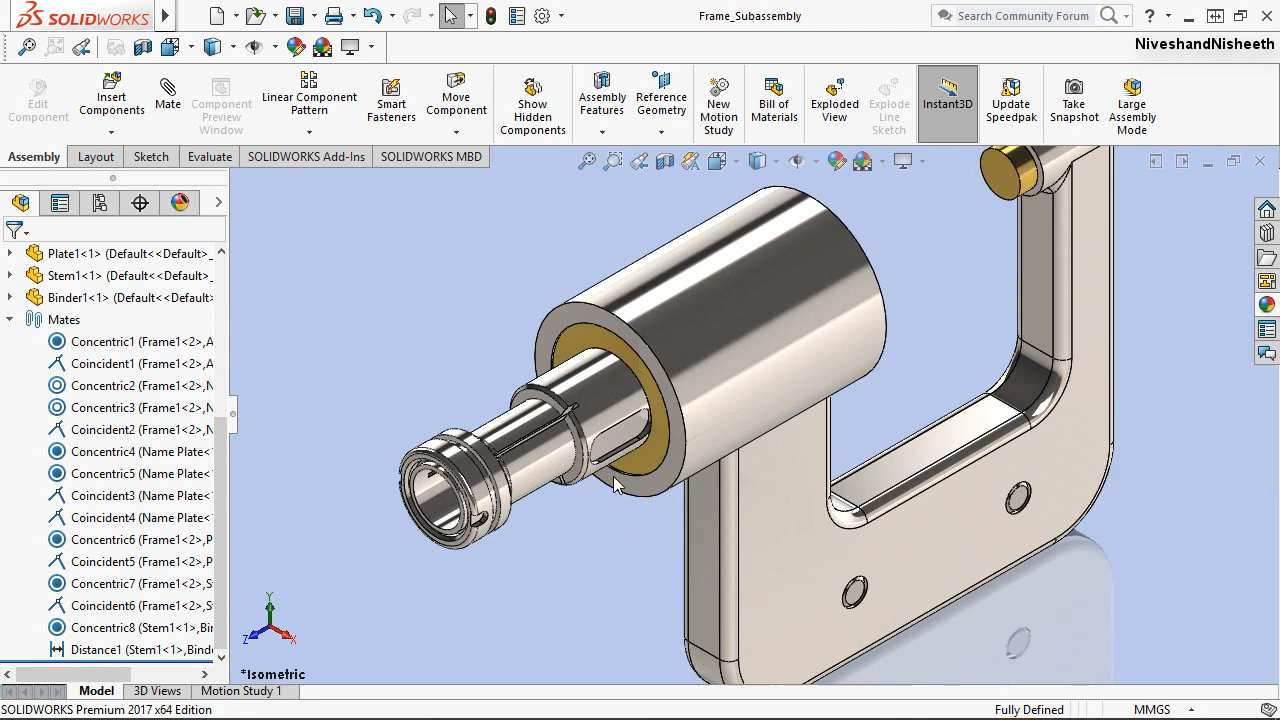 SOLIDWORKS
Frame_Subassembly
Search Community Forum
?
NiveshandNisheeth
Edit Component
Insert Components
Mate
Component Preview Window
Linear Component Pattern
Smart Fasteners
Move Component
Show Hidden Components
Assembly Features
Reference Geometry
New Motion Study
Bill of Materials
Exploded View
Explode Line Sketch
Instant3D
Update Speedpak
Take Snapshot
Large Assembly Mode
Assembly
Layout
Sketch
Evaluate
SOLIDWORKS Add-Ins
SOLIDWORKS MBD
Plate1<1> (Default<<Default>_
Stem1<1> (Default<<Default>_
Binder1<1> (Default<<Default>
Mates
Concentric1 (Frame1<2>,A
Coincident1 (Frame1<2>,A
Concentric2 (Frame1<2>,N
Concentric3 (Frame1<2>,N
Coincident2 (Frame1<2>,N
Concentric4 (Name Plate<
Concentric5 (Name Plate<
Coincident3 (Name Plate<
Coincident4 (Name Plate<
Concentric6 (Frame1<2>,P
Coincident5 (Frame1<2>,P
Concentric7 (Frame1<2>,S
Coincident6 (Frame1<2>,S
Concentric8 (Stem1<1>,Bin
Distance1 (Stem1<1>,Binde
Y
Z
X
*Isometric
Model
3D Views
Motion Study 1
SOLIDWORKS Premium 2017 x64 Edition
Fully Defined
MMGS